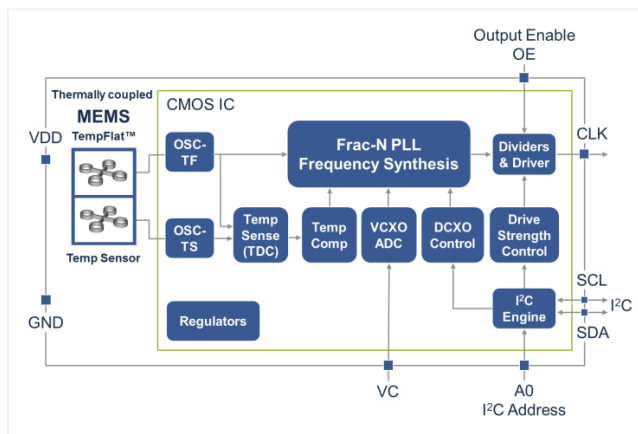 Output Enable
OE
Thermally coupled
MEMS
TempFlat™
CMOS IC
VDD
CLK
OSC-
TF
Frac-N PLL
Frequency Synthesis
Dividers
& Driver
OSC-
TS
Temp
Sense
(TDC)
Temp
Comp
VCXO
ADC
DCXO
Control
Drive
Strength
Control
Temp Sensor
SCL
I²C
SDA
GND
Regulators
I²C
Engine
VC
A0
I²C Address